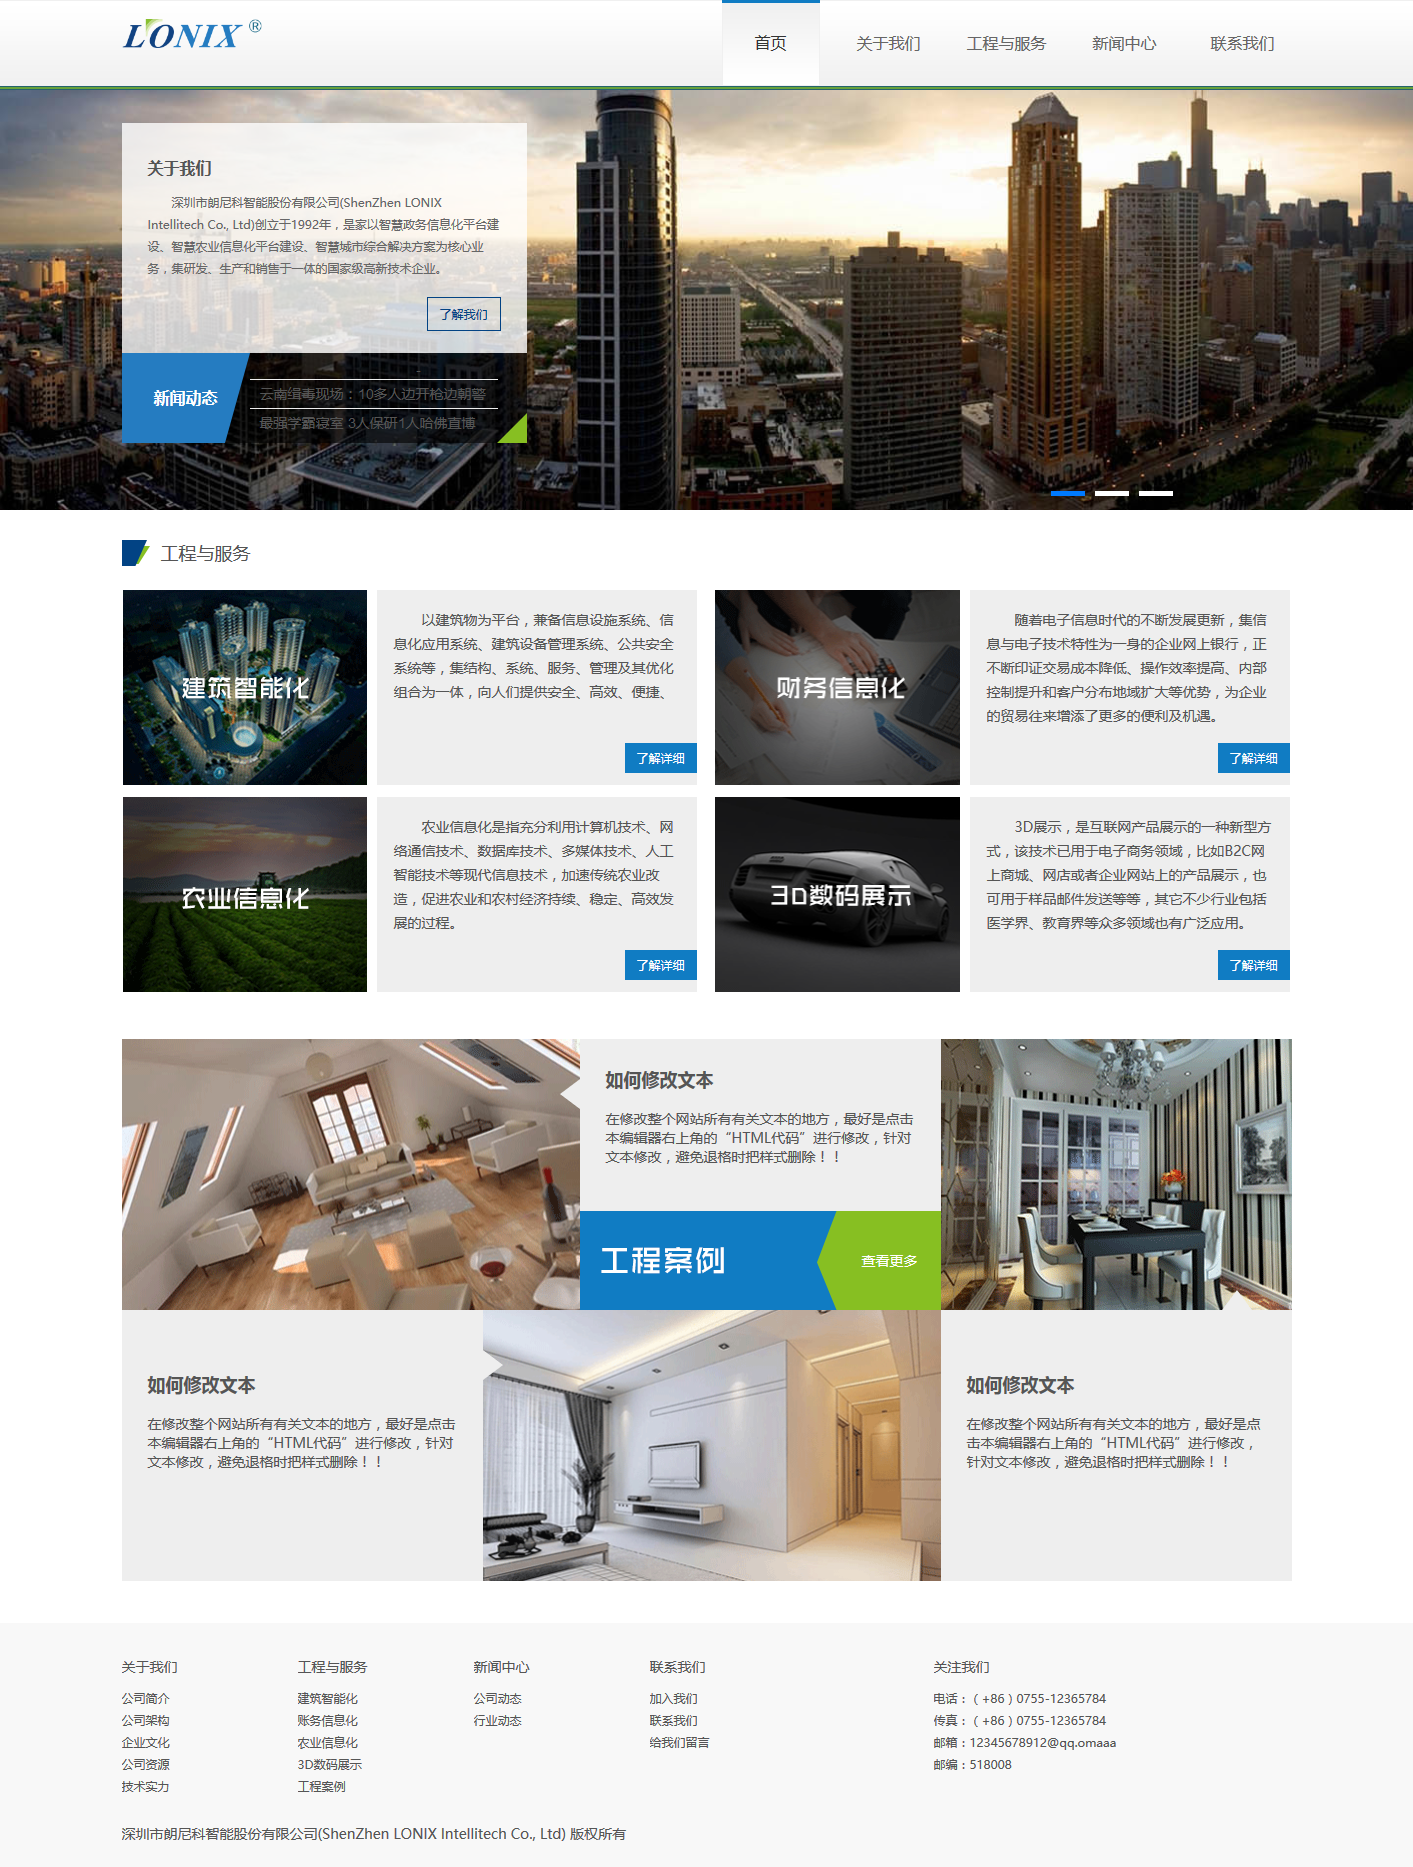 LONIX ®
首页
关于我们
工程与服务
新闻中心
联系我们
关于我们
深圳市朗尼科智能股份有限公司(ShenZhen LONIX
Intellitech Co., Ltd)创立于1992年，是家以智慧政务信息化平台建
设、智慧农业信息化平台建设、智慧城市综合解决方案为核心业
务，集研发、生产和销售于一体的国家级高新技术企业。
了解我们
新闻动态
云南缉毒现场：10多人边开枪边朝警
最强学霸寝室 3人保研1人哈佛直博
工程与服务
建筑智能化
以建筑物为平台，兼备信息设施系统、信
息化应用系统、建筑设备管理系统、公共安全
系统等，集结构、系统、服务、管理及其优化
组合为一体，向人们提供安全、高效、便捷、
了解详细
财务信息化
随着电子信息时代的不断发展更新，集信
息与电子技术特性为一身的企业网上银行，正
不断印证交易成本降低、操作效率提高、内部
控制提升和客户分布地域扩大等优势，为企业
的贸易往来增添了更多的便利及机遇。
了解详细
农业信息化
农业信息化是指充分利用计算机技术、网
络通信技术、数据库技术、多媒体技术、人工
智能技术等现代信息技术，加速传统农业改
造，促进农业和农村经济持续、稳定、高效发
展的过程。
了解详细
3D数码展示
3D展示，是互联网产品展示的一种新型方
式，该技术已用于电子商务领域，比如B2C网
上商城、网店或者企业网站上的产品展示，也
可用于样品邮件发送等等，其它不少行业包括
医学界、教育界等众多领域也有广泛应用。
了解详细
如何修改文本
在修改整个网站所有有关文本的地方，最好是点击
本编辑器右上角的“HTML代码”进行修改，针对
文本修改，避免退格时把样式删除！！
工程案例
查看更多
如何修改文本
在修改整个网站所有有关文本的地方，最好是点击
本编辑器右上角的“HTML代码”进行修改，针对
文本修改，避免退格时把样式删除！！
如何修改文本
在修改整个网站所有有关文本的地方，最好是点
击本编辑器右上角的“HTML代码”进行修改，
针对文本修改，避免退格时把样式删除！！
关于我们
公司简介
公司架构
企业文化
公司资源
技术实力
工程与服务
建筑智能化
账务信息化
农业信息化
3D数码展示
工程案例
新闻中心
公司动态
行业动态
联系我们
加入我们
联系我们
给我们留言
关注我们
电话：（+86）0755-12365784
传真：（+86）0755-12365784
邮箱：12345678912@qq.omaaa
邮编：518008
深圳市朗尼科智能股份有限公司(ShenZhen LONIX Intellitech Co., Ltd) 版权所有